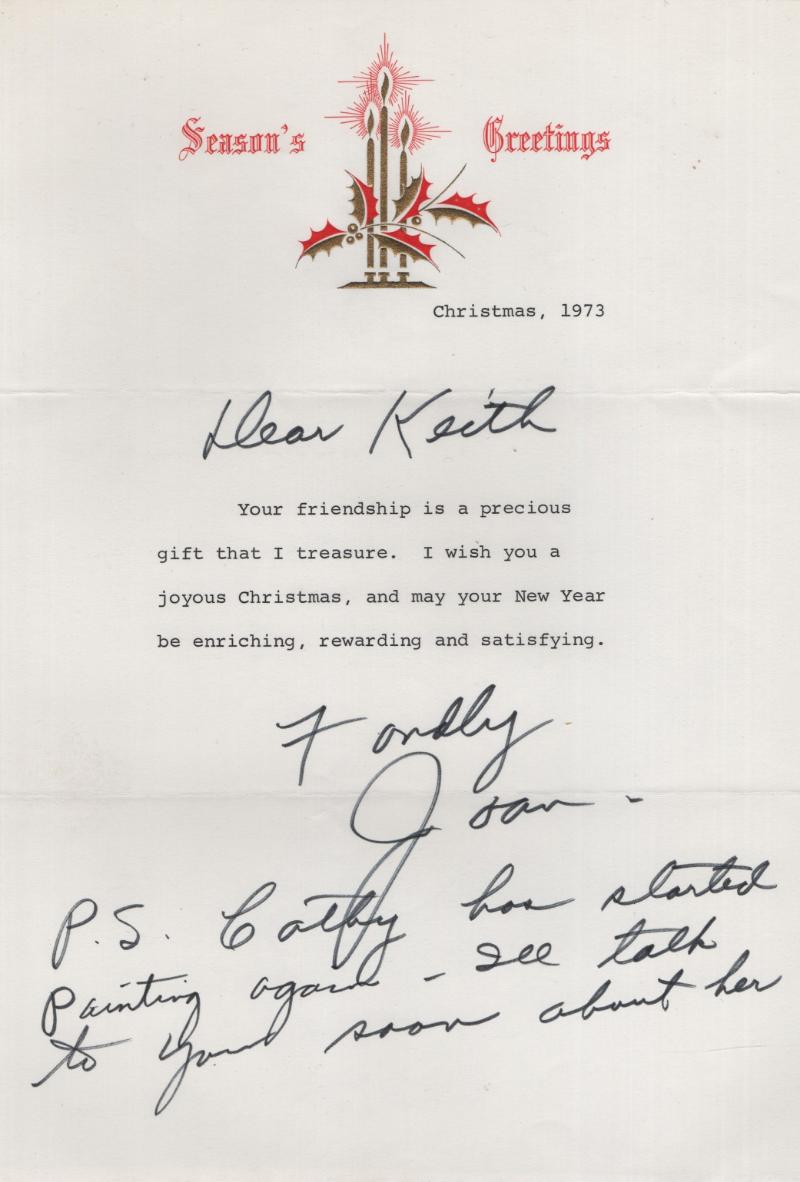 Season's Greetings
Christmas, 1973
Dear Keith
Your friendship is a precious
gift that I treasure.  I wish you a
joyous Christmas, and may your New Year
be enriching, rewarding and satisfying.
Fondly
Joan -
P.S. Cathy has started
Painting again - I'll talk
to you soon about her